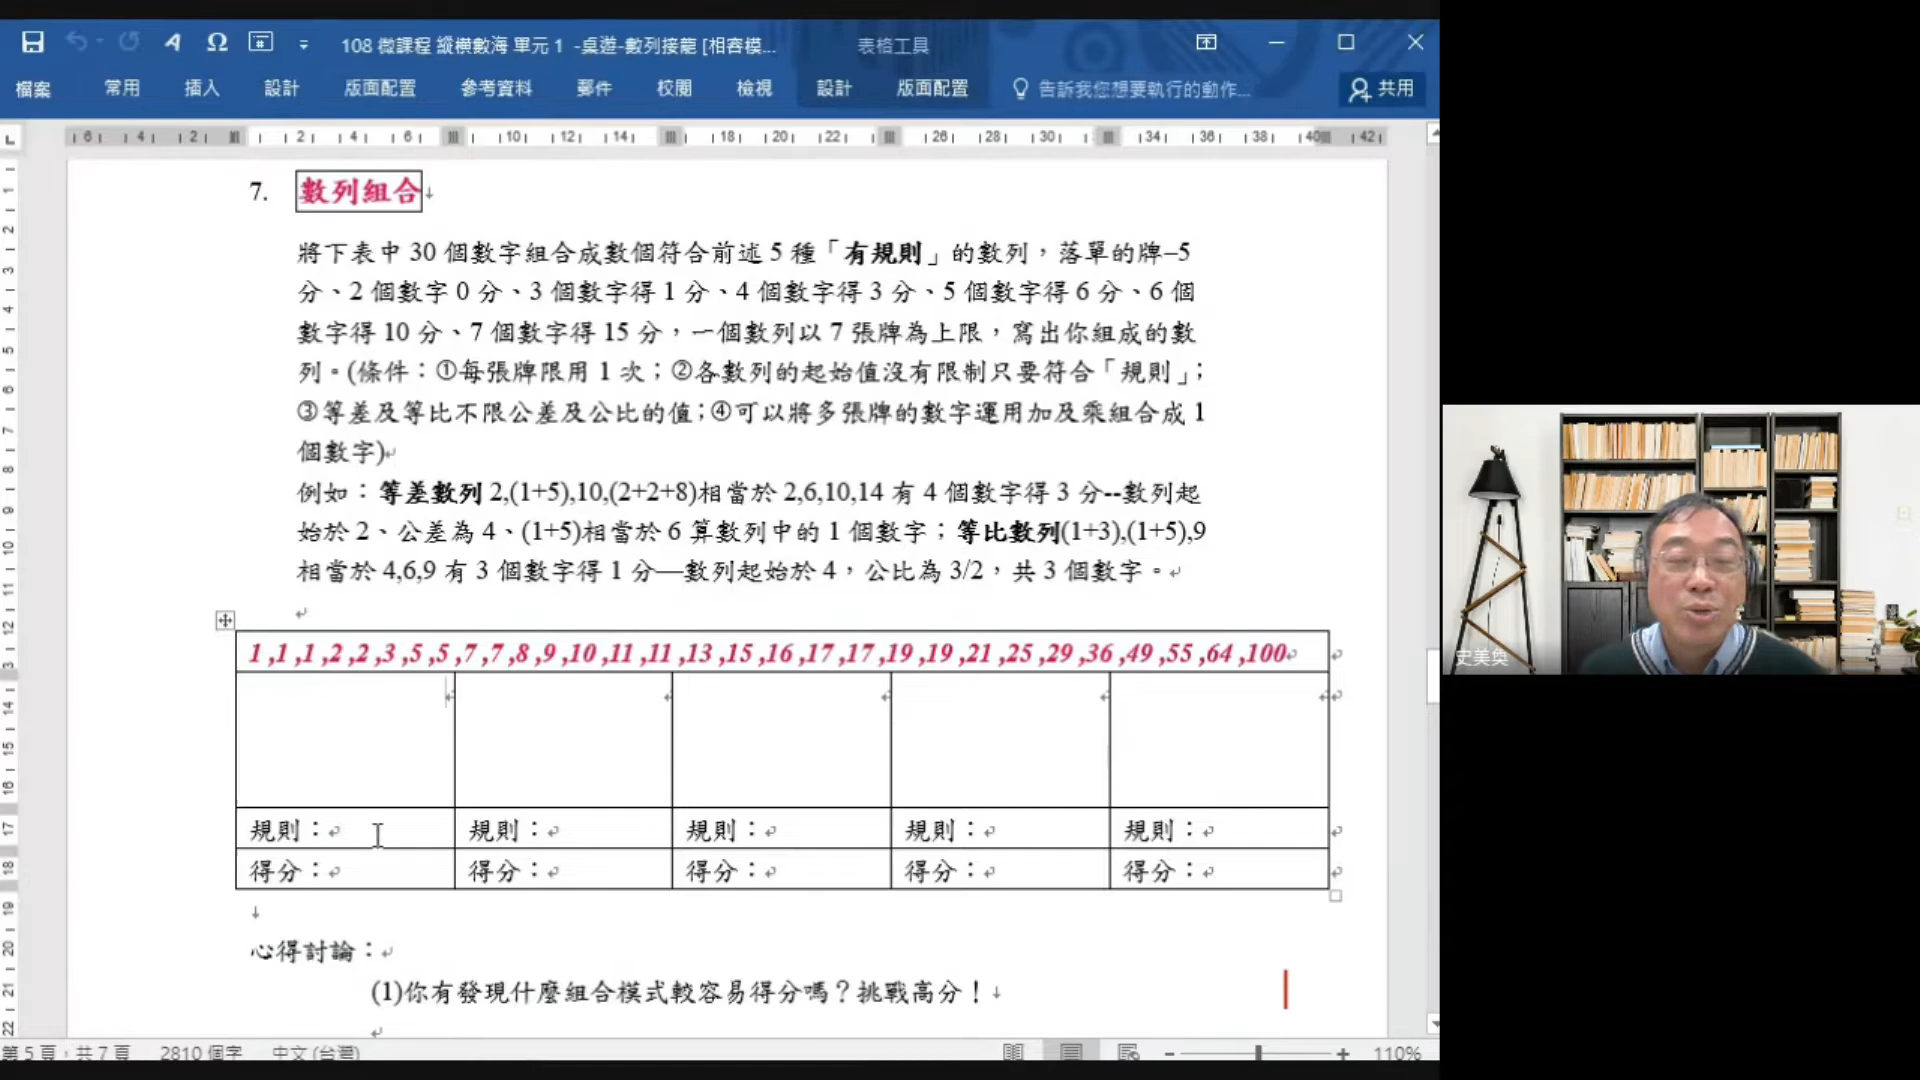 108 微課程 縱橫數海 單元 1 -桌遊-數列接龍 [相容模...
表格工具
檔案 常用 插入 設計 版面配置 參考資料 郵件 校閱 檢視 設計 版面配置 告訴我您想要執行的動作... 共用
7. 數列組合
將下表中 30 個數字組合成數個符合前述 5 種「有規則」的數列，落單的牌–5
分、2 個數字 0 分、3 個數字得 1 分、4 個數字得 3 分、5 個數字得 6 分、6 個
數字得 10 分、7 個數字得 15 分，一個數列以 7 張牌為上限，寫出你組成的數
列。(條件：①每張牌限用 1 次；②各數列的起始值沒有限制只要符合「規則」；
③等差及等比不限公差及公比的值；④可以將多張牌的數字運用加及乘組合成 1
個數字)
例如：等差數列 2,(1+5),10,(2+2+8)相當於 2,6,10,14 有 4 個數字得 3 分--數列起
始於 2、公差為 4、(1+5)相當於 6 算數列中的 1 個數字；等比數列(1+3),(1+5),9
相當於 4,6,9 有 3 個數字得 1 分—數列起始於 4，公比為 3/2，共 3 個數字。
1 ,1 ,1 ,2 ,2 ,3 ,5 ,5 ,7 ,7 ,8 ,9 ,10 ,11 ,11 ,13 ,15 ,16 ,17 ,17 ,19 ,19 ,21 ,25 ,29 ,36 ,49 ,55 ,64 ,100
規則： 規則： 規則： 規則： 規則：
得分： 得分： 得分： 得分： 得分：
心得討論：
(1)你有發現什麼組合模式較容易得分嗎？挑戰高分！
第 5 頁，共 7 頁 2810 個字 中文 (台灣) 110%
史美奐